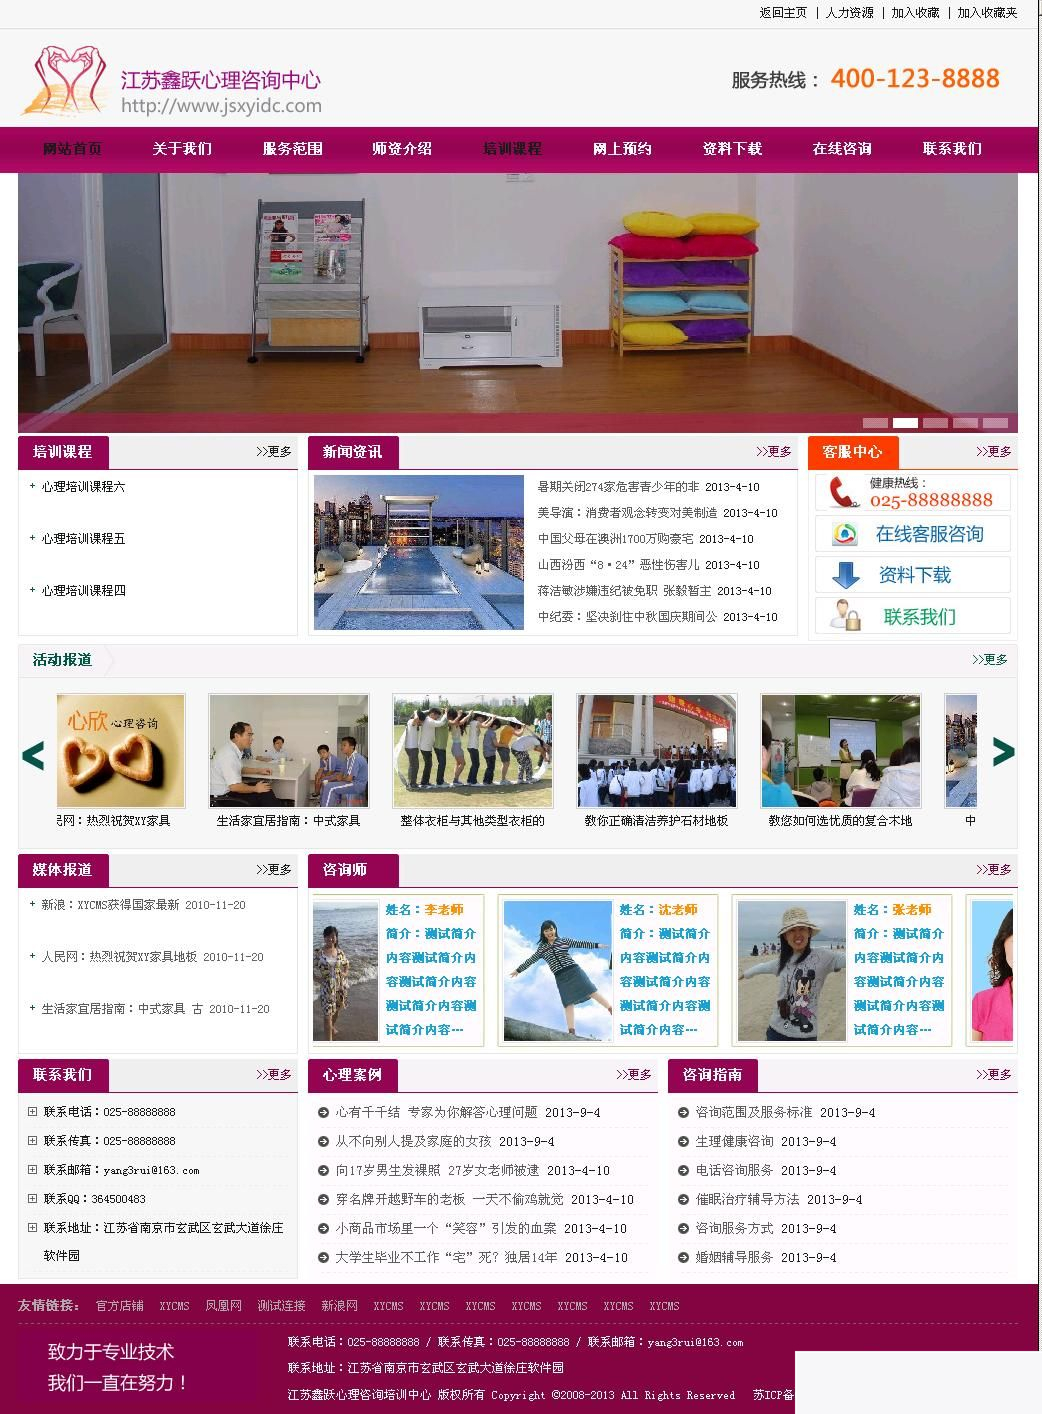 返回主页 | 人力资源 | 加入收藏 | 加入收藏夹
江苏鑫跃心理咨询中心
http://www.jsxyidc.com
服务热线： 400-123-8888
网站首页 关于我们 服务范围 师资介绍 培训课程 网上预约 资料下载 在线咨询 联系我们
培训课程 >>更多
心理培训课程六
心理培训课程五
心理培训课程四
新闻资讯 >>更多
暑期关闭274家危害青少年的非 2013-4-10
美导演：消费者观念转变对美制造 2013-4-10
中国父母在澳洲1700万购豪宅 2013-4-10
山西汾西“8·24”恶性伤害儿 2013-4-10
蒋洁敏涉嫌违纪被免职 张毅暂主 2013-4-10
中纪委：坚决刹住中秋国庆期间公 2013-4-10
客服中心 >>更多
健康热线：
025-88888888
在线客服咨询
资料下载
联系我们
活动报道 >>更多
心欣心理咨询
民网：热烈祝贺XY家具 生活家宜居指南：中式家具 整体衣柜与其他类型衣柜的 教你正确清洁养护石材地板 教您如何选优质的复合木地 中
媒体报道 >>更多
新浪：XYCMS获得国家最新 2010-11-20
人民网：热烈祝贺XY家具地板 2010-11-20
生活家宜居指南：中式家具 古 2010-11-20
咨询师 >>更多
姓名：李老师
简介：测试简介
内容测试简介内
容测试简介内容
测试简介内容测
试简介内容…
姓名：沈老师
简介：测试简介
内容测试简介内
容测试简介内容
测试简介内容测
试简介内容…
姓名：张老师
简介：测试简介
内容测试简介内
容测试简介内容
测试简介内容测
试简介内容…
联系我们 >>更多
联系电话：025-88888888
联系传真：025-88888888
联系邮箱：yang3rui@163.com
联系QQ：364500483
联系地址：江苏省南京市玄武区玄武大道徐庄
软件园
心理案例 >>更多
心有千千结 专家为你解答心理问题 2013-9-4
从不向别人提及家庭的女孩 2013-9-4
向17岁男生发裸照 27岁女老师被逮 2013-4-10
穿名牌开越野车的老板 一天不偷鸡就觉 2013-4-10
小商品市场里一个“笑容”引发的血案 2013-4-10
大学生毕业不工作“宅”死？独居14年 2013-4-10
咨询指南 >>更多
咨询范围及服务标准 2013-9-4
生理健康咨询 2013-9-4
电话咨询服务 2013-9-4
催眠治疗辅导方法 2013-9-4
咨询服务方式 2013-9-4
婚姻辅导服务 2013-9-4
友情链接： 官方店铺 XYCMS 凤凰网 测试连接 新浪网 XYCMS XYCMS XYCMS XYCMS XYCMS XYCMS XYCMS
致力于专业技术
我们一直在努力！
联系电话：025-88888888 / 联系传真：025-88888888 / 联系邮箱：yang3rui@163.com
联系地址：江苏省南京市玄武区玄武大道徐庄软件园
江苏鑫跃心理咨询培训中心 版权所有 Copyright ©2008-2013 All Rights Reserved 苏ICP备